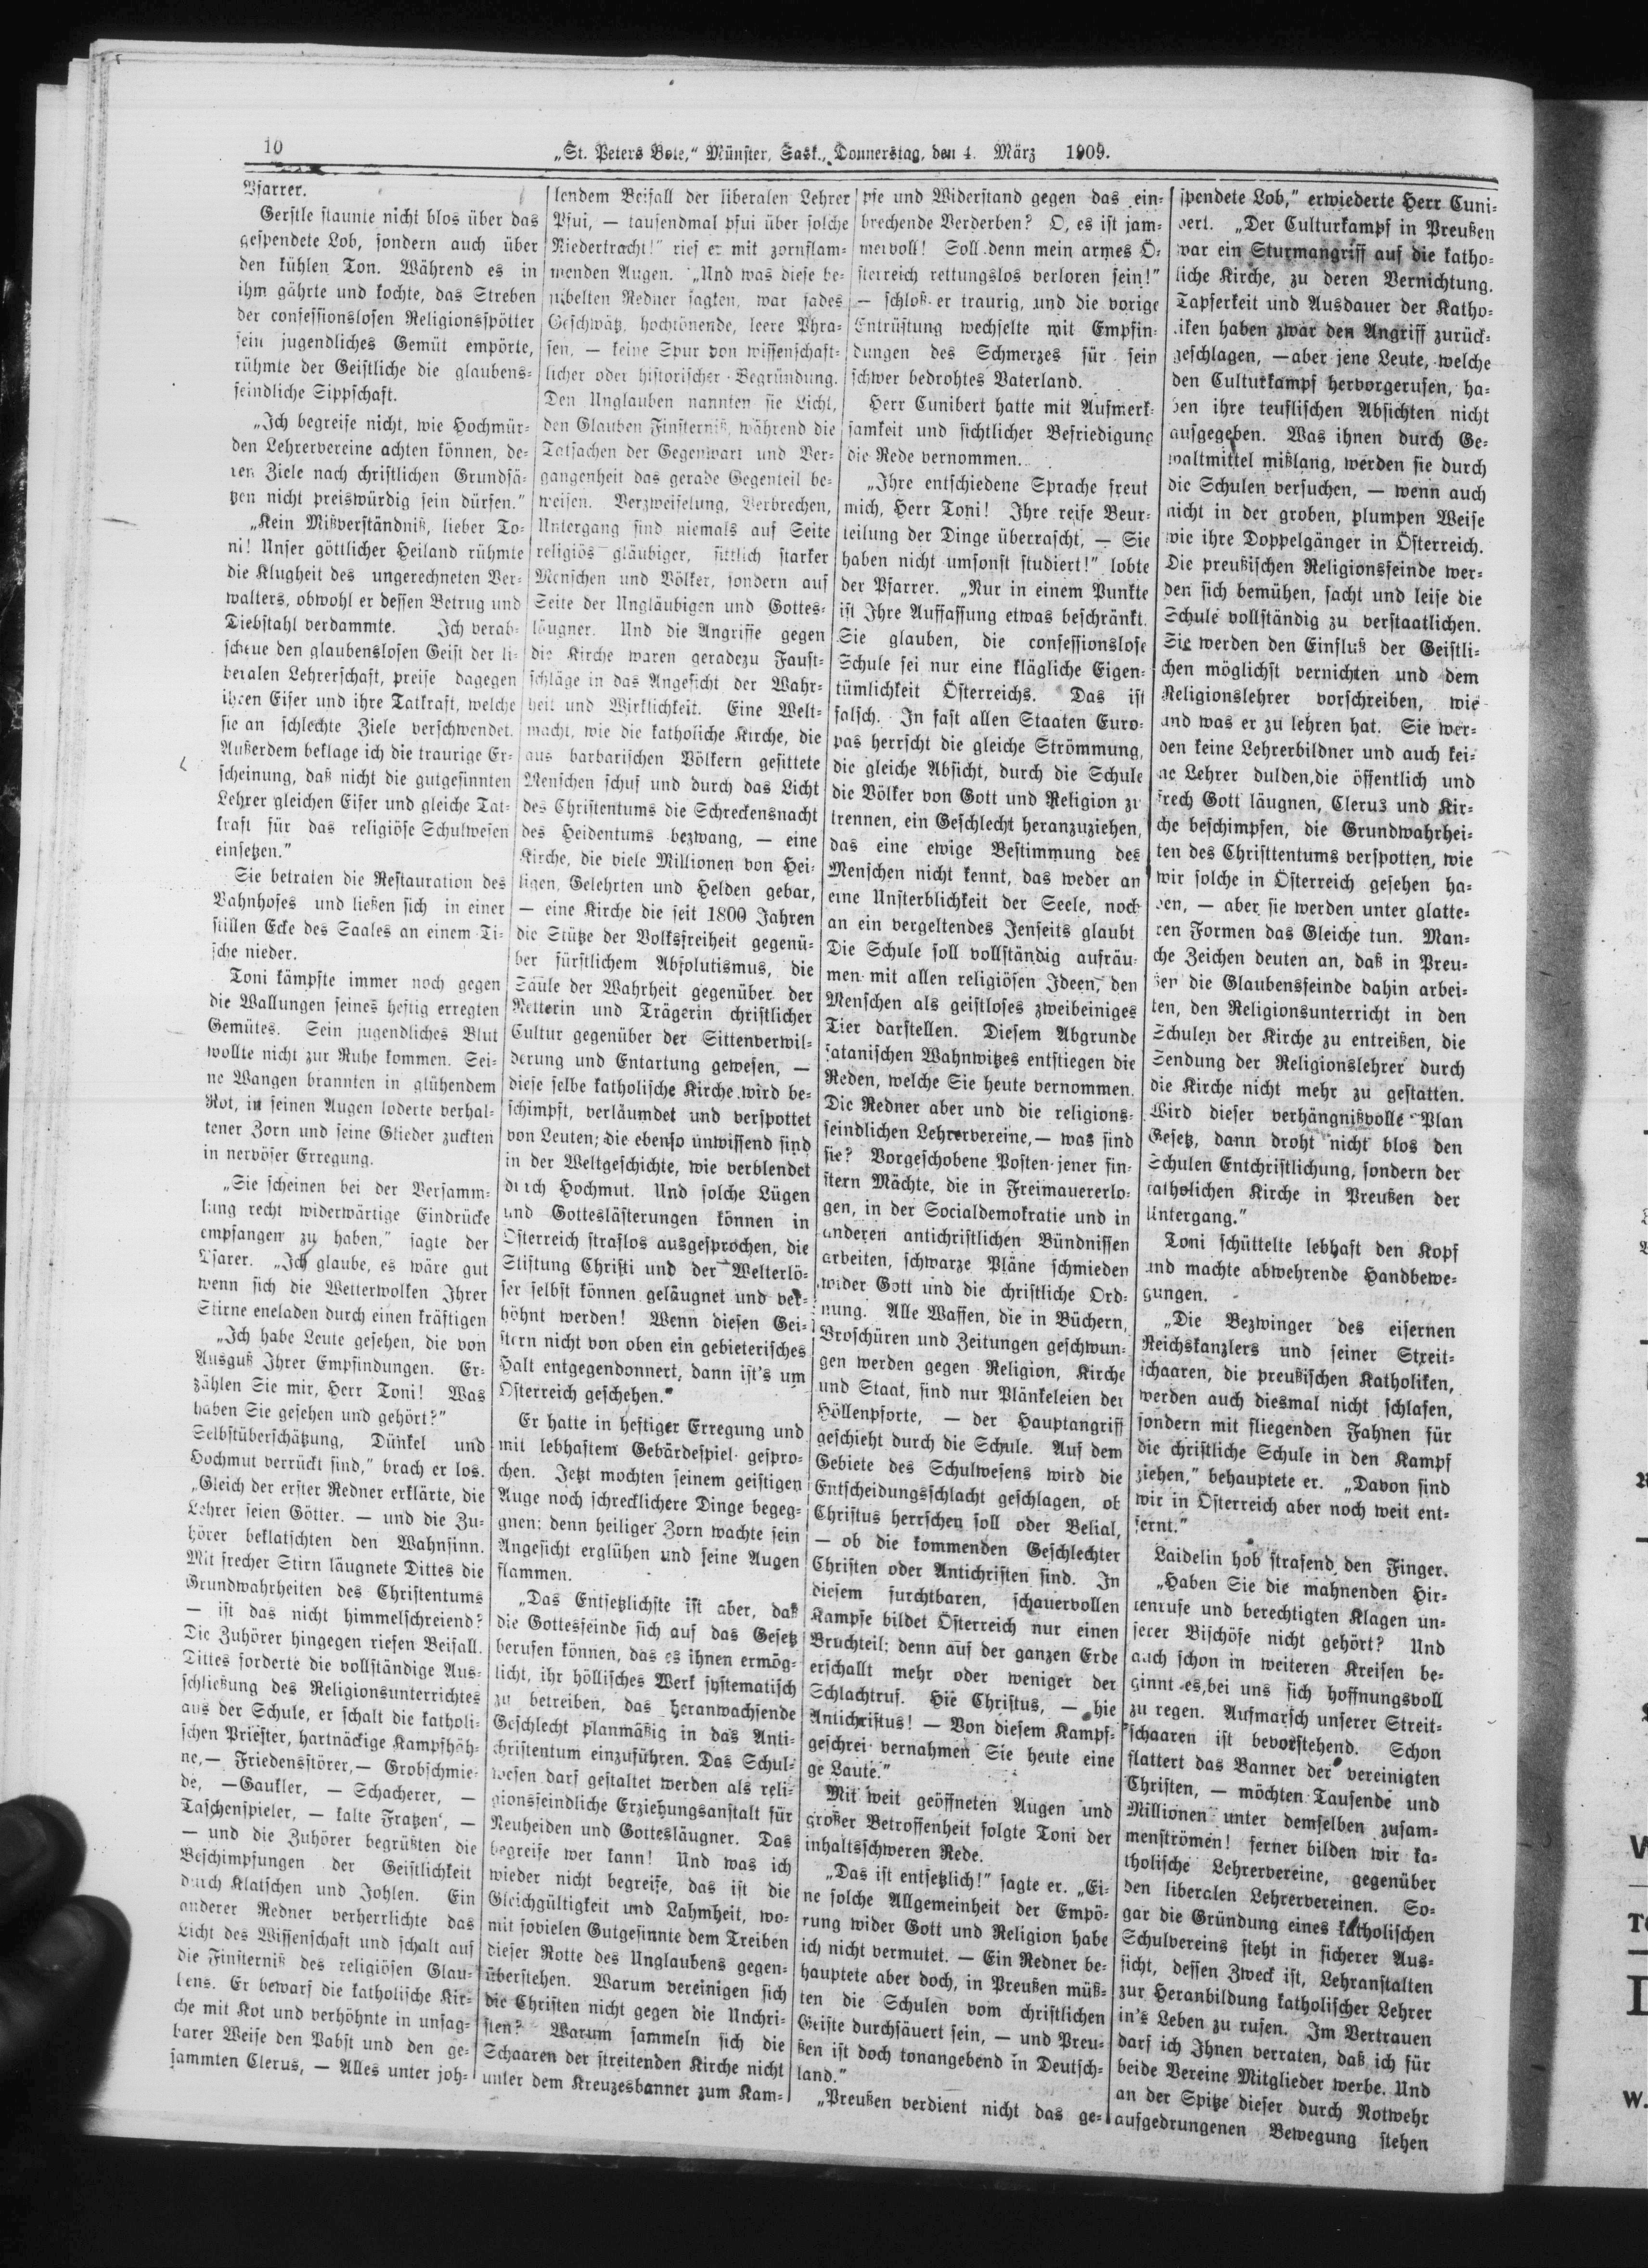 10
„St. Peters Bote,“ Münster, Sask., Donnerstag, den 4. März 1909.
Pfarrer.
Gerstle staunte nicht blos über das
gespendete Lob, sondern auch über
den kühlen Ton. Während es in
ihm gährte und kochte, das Streben
der confessionslosen Religionsspötter
sein jugendliches Gemüt empörte,
rühmte der Geistliche die glaubens-
feindliche Sippschaft.
„Ich begreife nicht, wie Hochmür-
den Lehrervereine achten können, de-
ren Ziele nach christlichen Grundsä-
tzen nicht preiswürdig sein dürfen.“
„Kein Mißverständniß, lieber To-
ni! Unser göttlicher Heiland rühmte
die Klugheit des ungerechneten Ver-
walters, obwohl er dessen Betrug und
Tiebstahl verdammte. Ich verab-
scheue den glaubenslosen Geist der li-
beralen Lehrerschaft, preise dagegen
ihren Eifer und ihre Tatkraft, welche
sie an schlechte Ziele verschwendet.
Außerdem beklage ich die traurige Er-
scheinung, daß nicht die gutgesinnten
Lehrer gleichen Eifer und gleiche Tat-
kraft für das religiöse Schulwesen
einsetzen.“
Sie betraten die Restauration des
Bahnhofes und ließen sich in einer
stillen Ecke des Saales an einem Ti-
sche nieder.
Toni kämpfte immer noch gegen
die Wallungen seines heftig erregten
Gemütes. Sein jugendliches Blut
wollte nicht zur Ruhe kommen. Sei-
ne Wangen brannten in glühendem
Rot, in seinen Augen loderte verhal-
tener Zorn und seine Glieder zuckten
in nervöser Erregung.
„Sie scheinen bei der Versamm-
lung recht widerwärtige Eindrücke
empfangen zu haben,“ sagte der
Pfarer. „Ich glaube, es wäre gut
wenn sich die Wetterwolken Ihrer
Stirne eneladen durch einen kräftigen
„Ich habe Leute gesehen, die von
Ausguß Ihrer Empfindungen. Er-
zählen Sie mir, Herr Toni! Was
haben Sie gesehen und gehört?“
Selbstüberschätzung, Dünkel und
Hochmut verrückt sind,“ brach er los.
„Gleich der erster Redner erklärte, die
Lehrer seien Götter. — und die Zu-
hörer beklatschten den Wahnsinn.
Mit frecher Stirn läugnete Dittes die
Grundwahrheiten des Christentums
— ist das nicht himmelschreiend?
Die Zuhörer hingegen riefen Beifall.
Dittes forderte die vollständige Aus-
schließung des Religionsunterrichtes
aus der Schule, er schalt die katholi-
schen Priester, hartnäckige Kampfhäh-
ne, — Friedensstörer, — Grobschmie-
de, — Gaukler, — Schacherer, —
Taschenspieler, — kalte Fratzen‘, —
— und die Zuhörer begrüßten die
Beschimpfungen der Geistlichkeit
durch Klatschen und Johlen. Ein
anderer Redner verherrlichte das
Licht des Wissenschaft und schalt auf
die Finsterniß des religiösen Glau-
bens. Er bewarf die katholische Kir-
che mit Kot und verhöhnte in unsag-
barer Weise den Pabst und den ge-
sammten Clerus, — Alles unter joh-
lendem Beifall der liberalen Lehrer
Pfui, — tausendmal pfui über solche
Niedertracht!“ rief er mit zornflam-
menden Augen. „Und was diese be-
jubelten Redner sagten, war fades
Geschwätz, hochtönende, leere Phra-
sen, — keine Spur von wissenschaft-
licher oder historischer Begründung.
Den Unglauben nannten sie Licht,
den Glauben Finsterniß, während die
Tatsachen der Gegenwart und Ver-
gangenheit das gerade Gegenteil be-
weisen. Verzweifelung, Verbrechen,
Untergang sind niemals auf Seite
religiös gläubiger, sittlich starker
Menschen und Völker, sondern auf
Seite der Ungläubigen und Gottes-
läugner. Und die Angriffe gegen
die Kirche waren geradezu Faust-
schläge in das Angesicht der Wahr-
heit und Wirklichkeit. Eine Welt-
macht, wie die katholiche Kirche, die
aus barbarischen Völkern gesittete
Menschen schuf und durch das Licht
des Christentums die Schreckensnacht
des Heidentums bezwang, — eine
Kirche, die viele Millionen von Hei-
ligen, Gelehrten und Helden gebar,
— eine Kirche die seit 1800 Jahren
die Stütze der Volksfreiheit gegenü-
ber fürstlichem Absolutismus, die
Säule der Wahrheit gegenüber der
Retterin und Trägerin christlicher
Cultur gegenüber der Sittenverwil-
derung und Entartung gewesen, —
diese selbe katholische Kirche wird be-
schimpft, verläumdet und verspottet
von Leuten; die ebenso unwissend sind
in der Weltgeschichte, wie verblendet
durch Hochmut. Und solche Lügen
und Gotteslästerungen können in
Österreich straflos ausgesprochen, die
Stiftung Christi und der Welterlö-
ser selbst können geläugnet und ver-
höhnt werden! Wenn diesen Gei-
stern nicht von oben ein gebieterisches
Halt entgegendonnert, dann ist's um
Österreich geschehen.“
Er hatte in heftiger Erregung und
mit lebhaftem Gebärdespiel gespro-
chen. Jetzt mochten seinem geistigen
Auge noch schrecklichere Dinge begeg-
gnen; denn heiliger Zorn wachte sein
Angesicht erglühen und seine Augen
flammen.
„Das Entsetzlichste ist aber, daß
die Gottesfeinde sich auf das Gesetz
berufen können, das es ihnen ermög-
licht, ihr höllisches Werk systematisch
zu betreiben, das heranwachsende
Geschlecht planmäßig in das Anti-
christentum einzuführen. Das Schul-
wesen darf gestaltet werden als reli-
gionsfeindliche Erziehungsanstalt für
Neuheiden und Gottesläugner. Das
begreife wer kann! Und was ich
wieder nicht begreife, das ist die
Gleichgültigkeit und Lahmheit, wo-
mit sovielen Gutgesinnte dem Treiben
dieser Rotte des Unglaubens gegen-
überstehen. Warum vereinigen sich
die Christen nicht gegen die Unchri-
sten? Warum sammeln sich die
Schaaren der streitenden Kirche nicht
unter dem Kreuzesbanner zum Kam-
pfe und Widerstand gegen das ein-
brechende Verderben? O, es ist jam-
mervoll! Soll denn mein armes Ö-
sterreich rettungslos verloren sein!“
— schloß er traurig, und die vorige
Entrüstung wechselte mit Empfin-
dungen des Schmerzes für sein
schwer bedrohtes Vaterland.
Herr Cunibert hatte mit Aufmerk-
samkeit und sichtlicher Befriedigung
die Rede vernommen.
„Ihre entschiedene Sprache freut
mich, Herr Toni! Ihre reife Beur-
teilung der Dinge überrascht, — Sie
haben nicht umsonst studiert!“ lobte
der Pfarrer. „Nur in einem Punkte
ist Ihre Auffassung etwas beschränkt.
Sie glauben, die confessionslose
Schule sei nur eine klägliche Eigen-
tümlichkeit Österreichs. Das ist
falsch. In fast allen Staaten Euro-
pas herrscht die gleiche Strömmung,
die gleiche Absicht, durch die Schule
die Völker von Gott und Religion zu
trennen, ein Geschlecht heranzuziehen,
das eine ewige Bestimmung des
Menschen nicht kennt, das weder an
eine Unsterblichkeit der Seele, noch
an ein vergeltendes Jenseits glaubt
Die Schule soll vollständig aufräu-
men mit allen religiösen Ideen, den
Menschen als geistloses zweibeiniges
Tier darstellen. Diesem Abgrunde
satanischen Wahnwitzes entstiegen die
Reden, welche Sie heute vernommen.
Die Redner aber und die religions-
feindlichen Lehrervereine, — was sind
sie? Vorgeschobene Posten jener fin-
stern Mächte, die in Freimauererlo-
gen, in der Socialdemokratie und in
anderen antichristlichen Bündnissen
arbeiten, schwarze Pläne schmieden
wider Gott und die christliche Ord-
nung. Alle Waffen, die in Büchern,
Broschüren und Zeitungen geschwun-
gen werden gegen Religion, Kirche
und Staat, sind nur Plänkeleien der
Höllenpforte, — der Hauptangriff
geschieht durch die Schule. Auf dem
Gebiete des Schulwesens wird die
Entscheidungsschlacht geschlagen, ob
Christus herrschen soll oder Belial,
— ob die kommenden Geschlechter
Christen oder Antichristen sind. In
diesem furchtbaren, schauervollen
Kampfe bildet Österreich nur einen
Bruchteil; denn auf der ganzen Erde
erschallt mehr oder weniger der
Schlachtruf. Hie Christus, — hie
Antichristus! — Von diesem Kampf-
geschrei vernahmen Sie heute eine
ge Laute.“
Mit weit geöffneten Augen und
großer Betroffenheit folgte Toni der
inhaltsschweren Rede.
„Das ist entsetzlich!“ sagte er. „Ei-
ne solche Allgemeinheit der Empö-
rung wider Gott und Religion habe
ich nicht vermutet. — Ein Redner be-
hauptete aber doch, in Preußen müß-
ten die Schulen vom christlichen
Geiste durchsäuert sein, — und Preu-
ßen ist doch tonangebend in Deutsch-
land.“
„Preußen verdient nicht das ge-
spendete Lob,“ erwiederte Herr Cuni-
bert. „Der Culturkampf in Preußen
war ein Sturmangriff auf die katho-
liche Kirche, zu deren Vernichtung.
Tapferkeit und Ausdauer der Katho-
liken haben zwar den Angriff zurück-
geschlagen, — aber jene Leute, welche
den Culturkampf hervorgerufen, ha-
ben ihre teuflischen Absichten nicht
aufgegeben. Was ihnen durch Ge-
waltmittel mißlang, werden sie durch
die Schulen versuchen, — wenn auch
nicht in der groben, plumpen Weise
wie ihre Doppelgänger in Österreich.
Die preußischen Religionsfeinde wer-
den sich bemühen, sacht und leise die
Schule vollständig zu verstaatlichen.
Sie werden den Einfluß der Geistli-
chen möglichst vernichten und dem
Religionslehrer vorschreiben, wie
und was er zu lehren hat. Sie wer-
den keine Lehrerbildner und auch kei-
ne Lehrer dulden, die öffentlich und
frech Gott läugnen, Clerus und Kir-
che beschimpfen, die Grundwahrhei-
ten des Christtentums verspotten, wie
wir solche in Österreich gesehen ha-
ben, — aber sie werden unter glatte-
ren Formen das Gleiche tun. Man-
che Zeichen deuten an, daß in Preu-
ßen die Glaubensfeinde dahin arbei-
ten, den Religionsunterricht in den
Schulen der Kirche zu entreißen, die
Sendung der Religionslehrer durch
die Kirche nicht mehr zu gestatten.
Wird dieser verhängnißvolle Plan
Gesetz, dann droht nicht blos den
Schulen Entchristlichung, sondern der
catholichen Kirche in Preußen der
Untergang.“
Toni schüttelte lebhaft den Kopf
und machte abwehrende Handbewe-
gungen.
„Die Bezwinger des eisernen
Reichskanzlers und seiner Streit-
schaaren, die preußischen Katholiken,
werden auch diesmal nicht schlafen,
sondern mit fliegenden Fahnen für
die christliche Schule in den Kampf
ziehen,“ behauptete er. „Davon sind
wir in Österreich aber noch weit ent-
fernt.“
Laidelin hob strafend den Finger.
„Haben Sie die mahnenden Hir-
tenrufe und berechtigten Klagen un-
serer Bischöfe nicht gehört? Und
auch schon in weiteren Kreisen be-
ginnt es, bei uns sich hoffnungsvoll
zu regen. Aufmarsch unserer Streit-
schaaren ist bevorstehend. Schon
flattert das Banner der vereinigten
Christen, — möchten Tausende und
Millionen unter demselben zusam-
menströmen! ferner bilden wir ka-
tholische Lehrervereine, gegenüber
den liberalen Lehrervereinen. So-
gar die Gründung eines katholischen
Schulvereins steht in sicherer Aus-
sicht, dessen Zweck ist, Lehranstalten
zur Heranbildung katholischer Lehrer
in's Leben zu rufen. Im Vertrauen
darf ich Ihnen verraten, daß ich für
beide Vereine Mitglieder werbe. Und
an der Spitze dieser durch Notwehr
aufgedrungenen Bewegung stehen